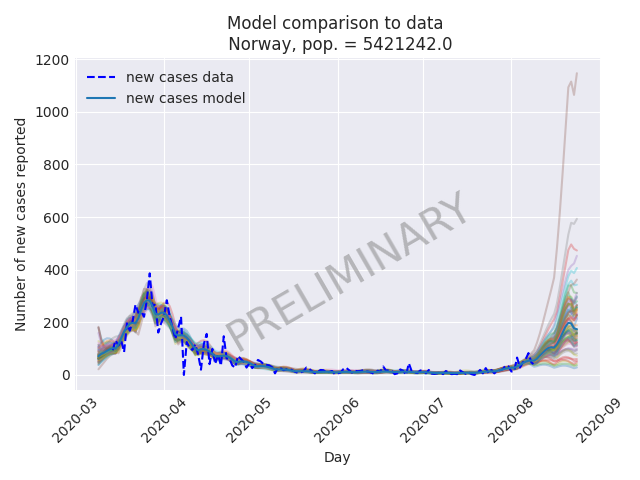 Model comparison to data
Norway, pop. = 5421242.0
1200
1000
800
600
400
200
0
Number of new cases reported
new cases data
new cases model
PRELIMINARY
2020-03
2020-04
2020-05
2020-06
2020-07
2020-08
2020-09
Day